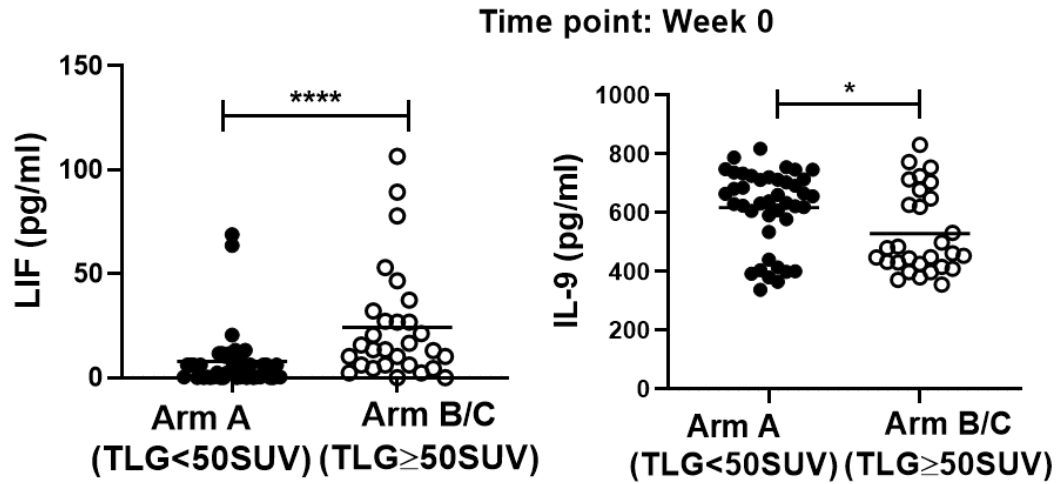 Time point: Week 0
LIF (pg/ml)
150
100
50
0
****
Arm A
(TLG<50SUV)
Arm B/C
(TLG≥50SUV)
IL-9 (pg/ml)
1000
800
600
400
200
0
*
Arm A
(TLG<50SUV)
Arm B/C
(TLG≥50SUV)